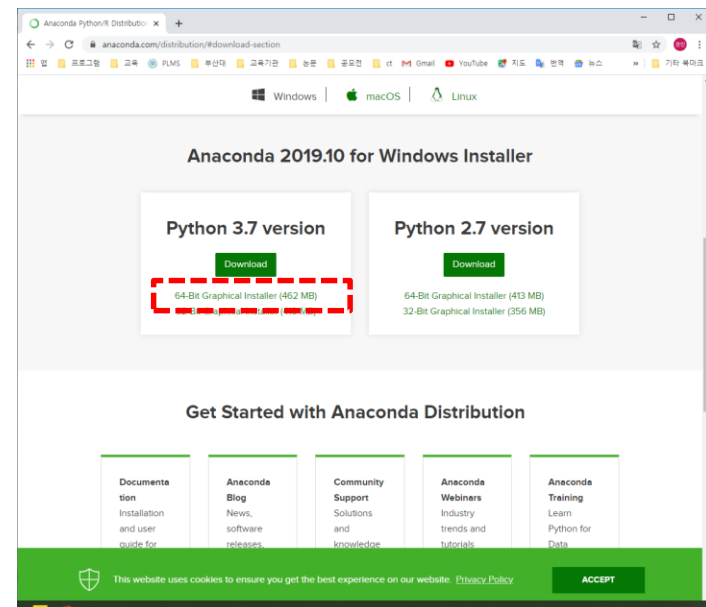 Anaconda Python/R Distributio
anaconda.com/distribution/#download-section
앱 프로그램 교육 PLMS 부산대 교육기관 논문 공모전 ct Gmail YouTube 지도 번역 뉴스 » 기타 북마크
Windows macOS Linux
Anaconda 2019.10 for Windows Installer
Python 3.7 version
Download
64-Bit Graphical Installer (462 MB)
Python 2.7 version
Download
64-Bit Graphical Installer (413 MB)
32-Bit Graphical Installer (356 MB)
Get Started with Anaconda Distribution
Documenta
tion
Installation
and user
guide for
Anaconda
Blog
News,
software
releases,
Community
Support
Solutions
and
knowledge
Anaconda
Webinars
Industry
trends and
tutorials
Anaconda
Training
Learn
Python for
Data
This website uses cookies to ensure you get the best experience on our website. Privacy Policy
ACCEPT